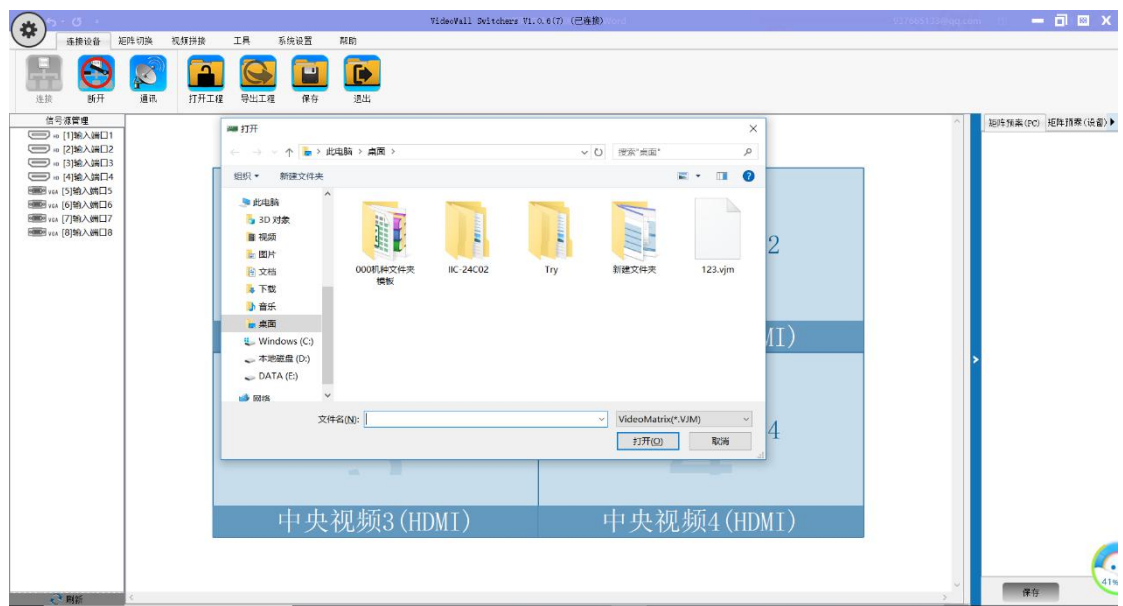 VideoWall Switchers V1.0.6(7) (已连接)
连接设备 矩阵切换 视频拼接 工具 系统设置 帮助
连接 断开 通讯 打开工程 导出工程 保存 退出
信号源管理
HD [1]输入端口1
HD [2]输入端口2
HD [3]输入端口3
HD [4]输入端口4
VGA [5]输入端口5
VGA [6]输入端口6
VGA [7]输入端口7
VGA [8]输入端口8
刷新
打开
此电脑 > 桌面 >
搜索"桌面"
组织 新建文件夹
此电脑
3D 对象
视频
图片
文档
下载
音乐
桌面
Windows (C:)
本地磁盘 (D:)
DATA (E:)
网络
000机种文件夹
模板
IIC-24C02
Try
新建文件夹
123.vjm
文件名(N):
VideoMatrix(*.VJM)
打开(O) 取消
2
MI)
4
中央视频3(HDMI)
中央视频4(HDMI)
矩阵预案(PC) 矩阵预案(设备)
保存
41%